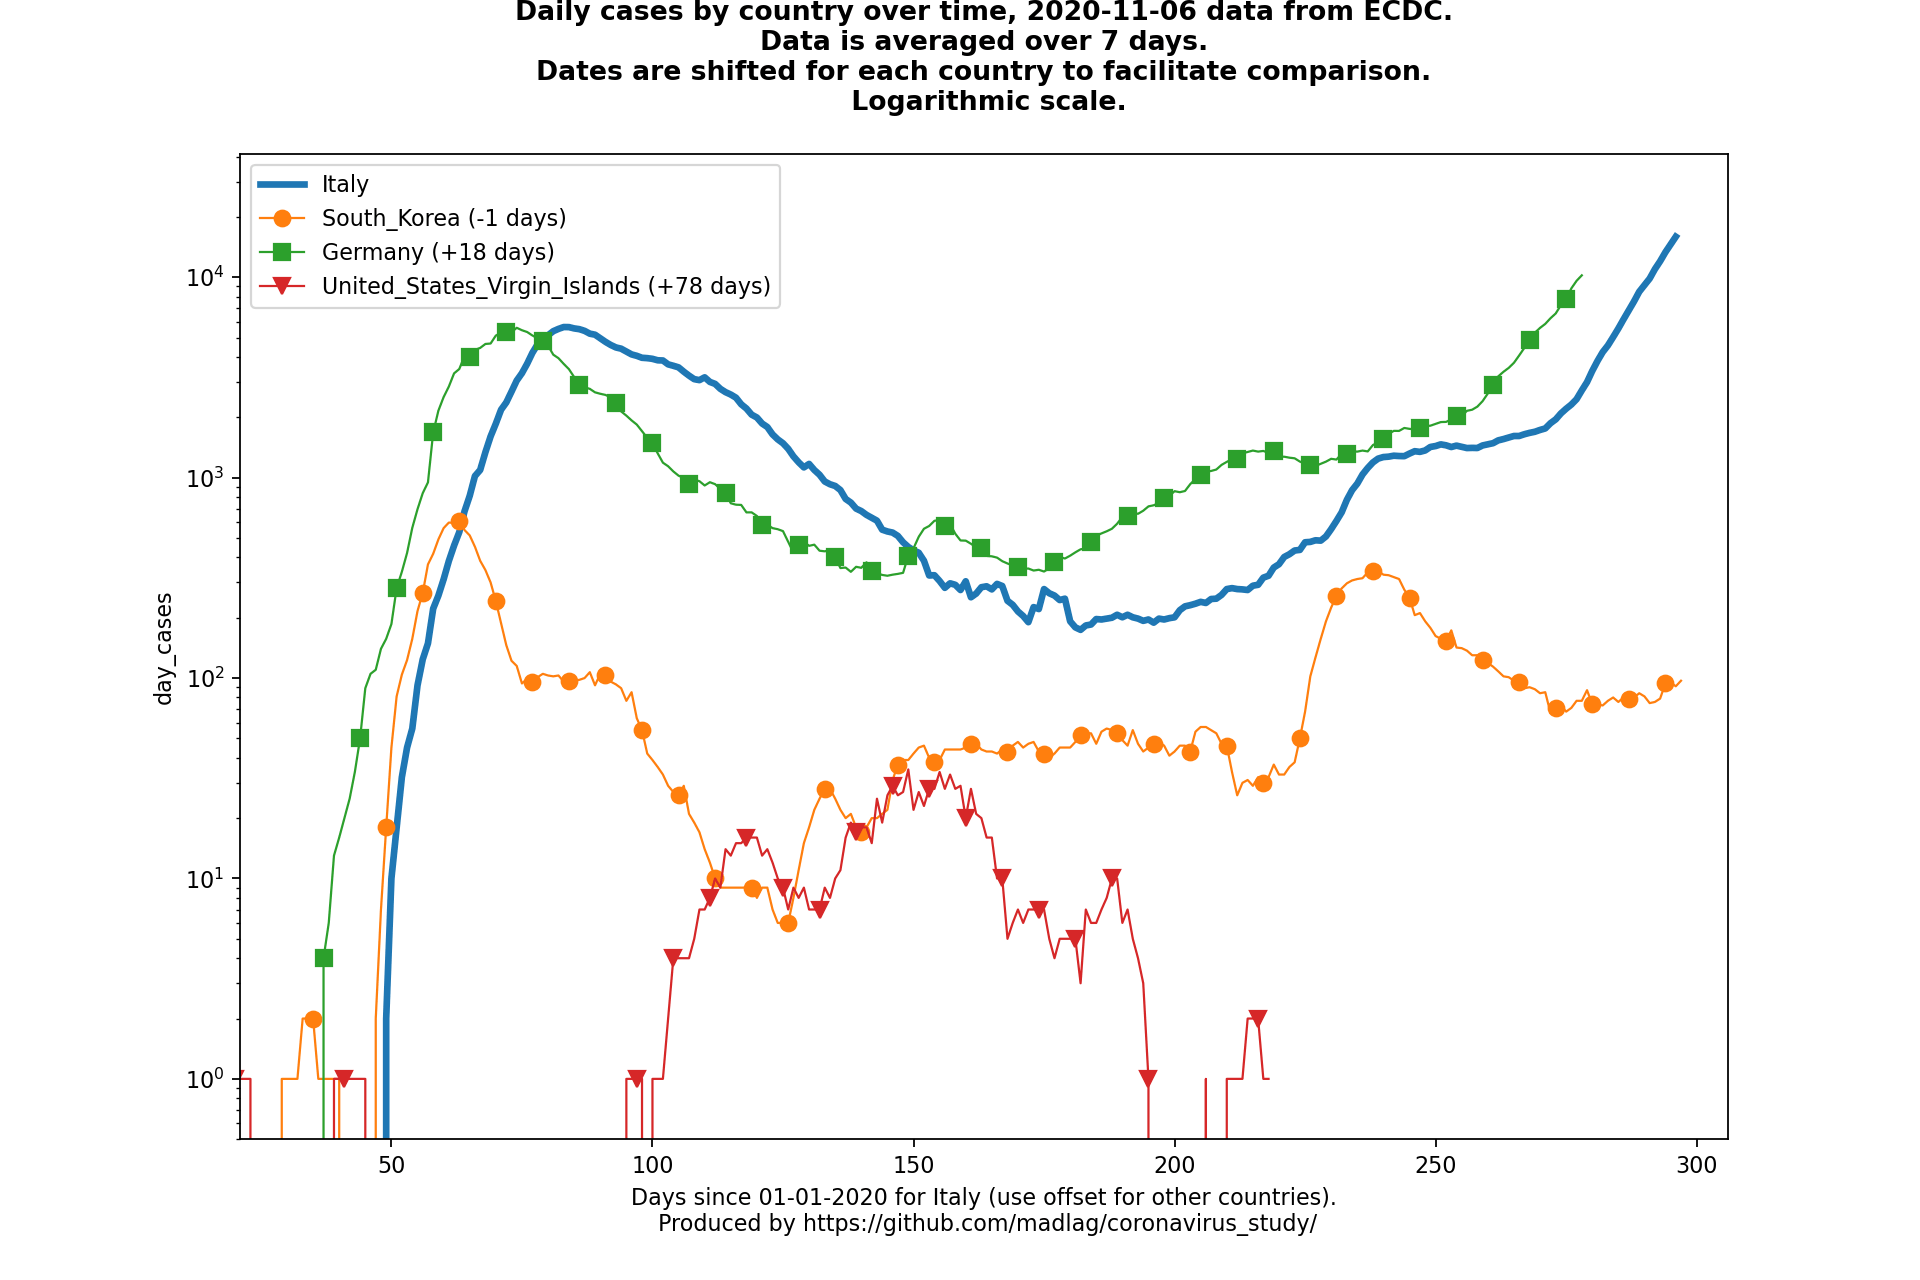 Daily cases by country over time, 2020-11-06 data from ECDC.
Data is averaged over 7 days.
Dates are shifted for each country to facilitate comparison.
Logarithmic scale.
Italy
South_Korea (-1 days)
Germany (+18 days)
United_States_Virgin_Islands (+78 days)
day_cases
10⁴
10³
10²
10¹
10⁰
50 100 150 200 250 300
Days since 01-01-2020 for Italy (use offset for other countries).
Produced by https://github.com/madlag/coronavirus_study/